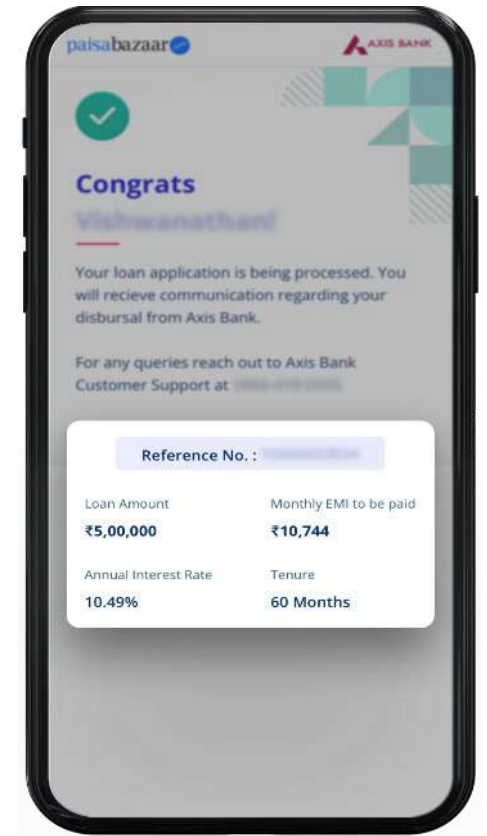 paisabazaar
AXIS BANK
Congrats
Your loan application is being processed. You
will recieve communication regarding your
disbursal from Axis Bank.
For any queries reach out to Axis Bank
Customer Support at
Reference No. :
Loan Amount
Monthly EMI to be paid
₹5,00,000
₹10,744
Annual Interest Rate
Tenure
10.49%
60 Months